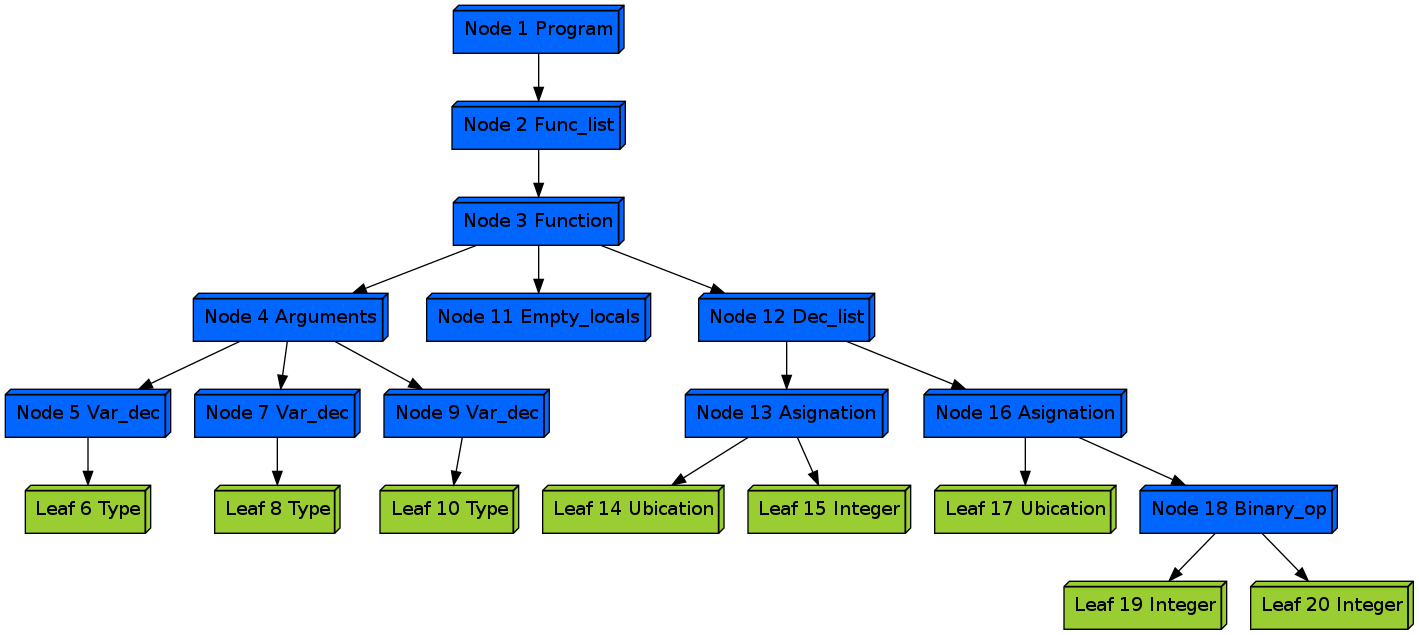 Node 1 Program
Node 2 Func_list
Node 3 Function
Node 4 Arguments
Node 11 Empty_locals
Node 12 Dec_list
Node 5 Var_dec
Node 7 Var_dec
Node 9 Var_dec
Node 13 Asignation
Node 16 Asignation
Leaf 6 Type
Leaf 8 Type
Leaf 10 Type
Leaf 14 Ubication
Leaf 15 Integer
Leaf 17 Ubication
Node 18 Binary_op
Leaf 19 Integer
Leaf 20 Integer